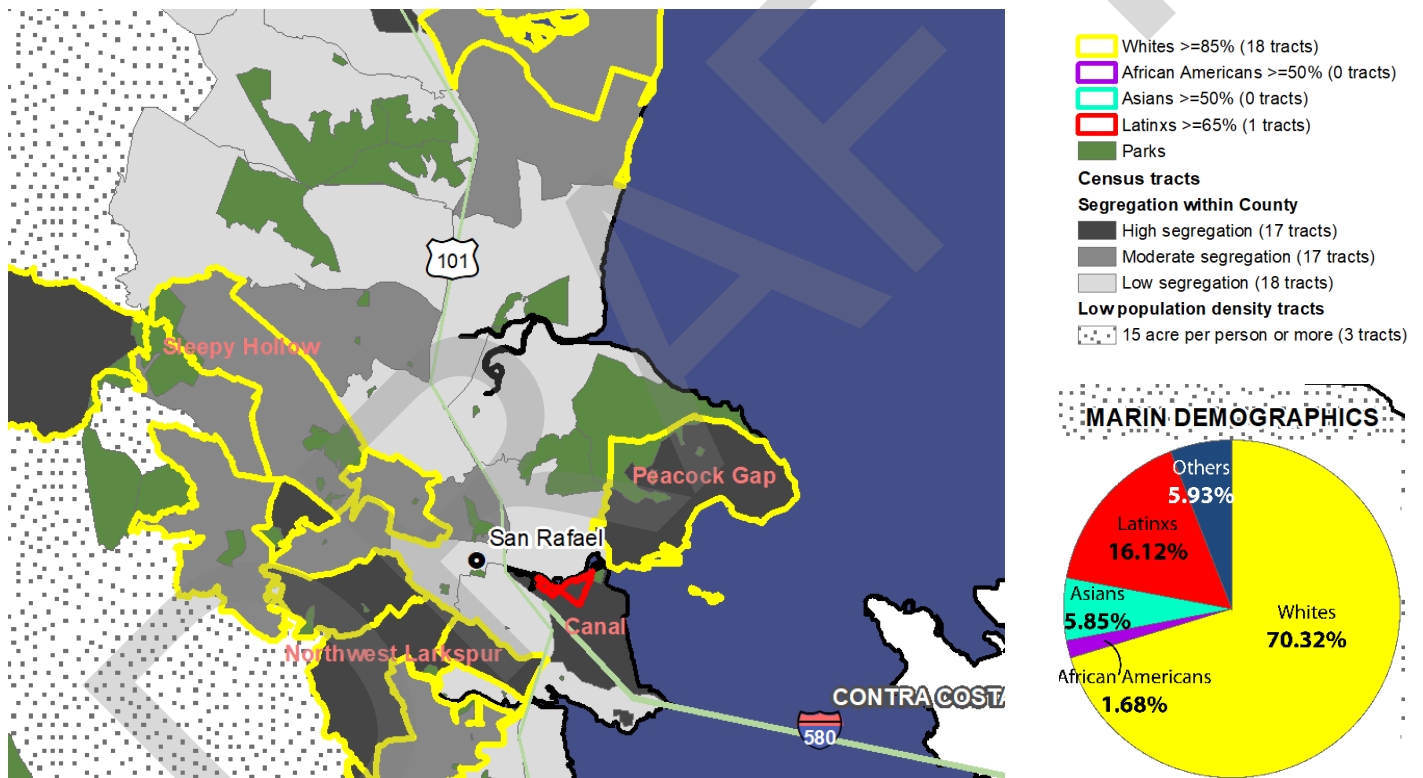 101
Sleepy Hollow
Peacock Gap
San Rafael
Canal
Northwest Larkspur
CONTRA COSTA
580
Whites >=85% (18 tracts)
African Americans >=50% (0 tracts)
Asians >=50% (0 tracts)
Latinxs >=65% (1 tracts)
Parks
Census tracts
Segregation within County
High segregation (17 tracts)
Moderate segregation (17 tracts)
Low segregation (18 tracts)
Low population density tracts
15 acre per person or more (3 tracts)
MARIN DEMOGRAPHICS
Others
5.93%
Latinxs
16.12%
Asians
5.85%
Whites
70.32%
African Americans
1.68%